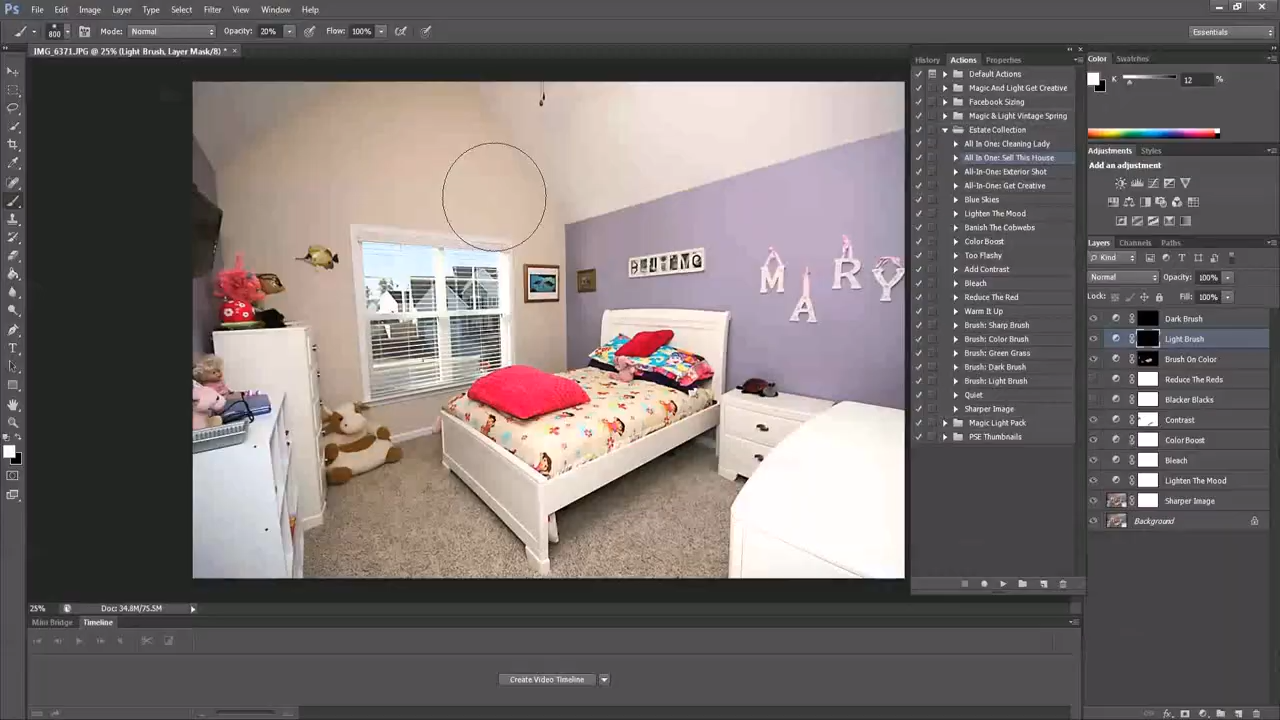 Ps File Edit Image Layer Type Select Filter View Window Help
800 Mode: Normal Opacity: 20% Flow: 100% Essentials
IMG_6371.JPG @ 25% (Light Brush, Layer Mask/8) *
History Actions Properties
Default Actions
Magic And Light Get Creative
Facebook Sizing
Magic & Light Vintage Spring
Estate Collection
All In One: Cleaning Lady
All In One: Sell This House
All-In-One: Exterior Shot
All-In-One: Get Creative
Blue Skies
Lighten The Mood
Banish The Cobwebs
Color Boost
Too Flashy
Add Contrast
Bleach
Reduce The Red
Warm It Up
Brush: Sharp Brush
Brush: Color Brush
Brush: Green Grass
Brush: Dark Brush
Brush: Light Brush
Quiet
Sharper Image
Magic Light Pack
PSE Thumbnails
Color Swatches
K 12 %
Adjustments Styles
Add an adjustment
Layers Channels Paths
Kind
Normal Opacity: 100%
Lock: Fill: 100%
Dark Brush
Light Brush
Brush On Color
Reduce The Reds
Blacker Blacks
Contrast
Color Boost
Bleach
Lighten The Mood
Sharper Image
Background
MARY
25% Doc: 34.8M/75.5M
Mini Bridge Timeline
Create Video Timeline